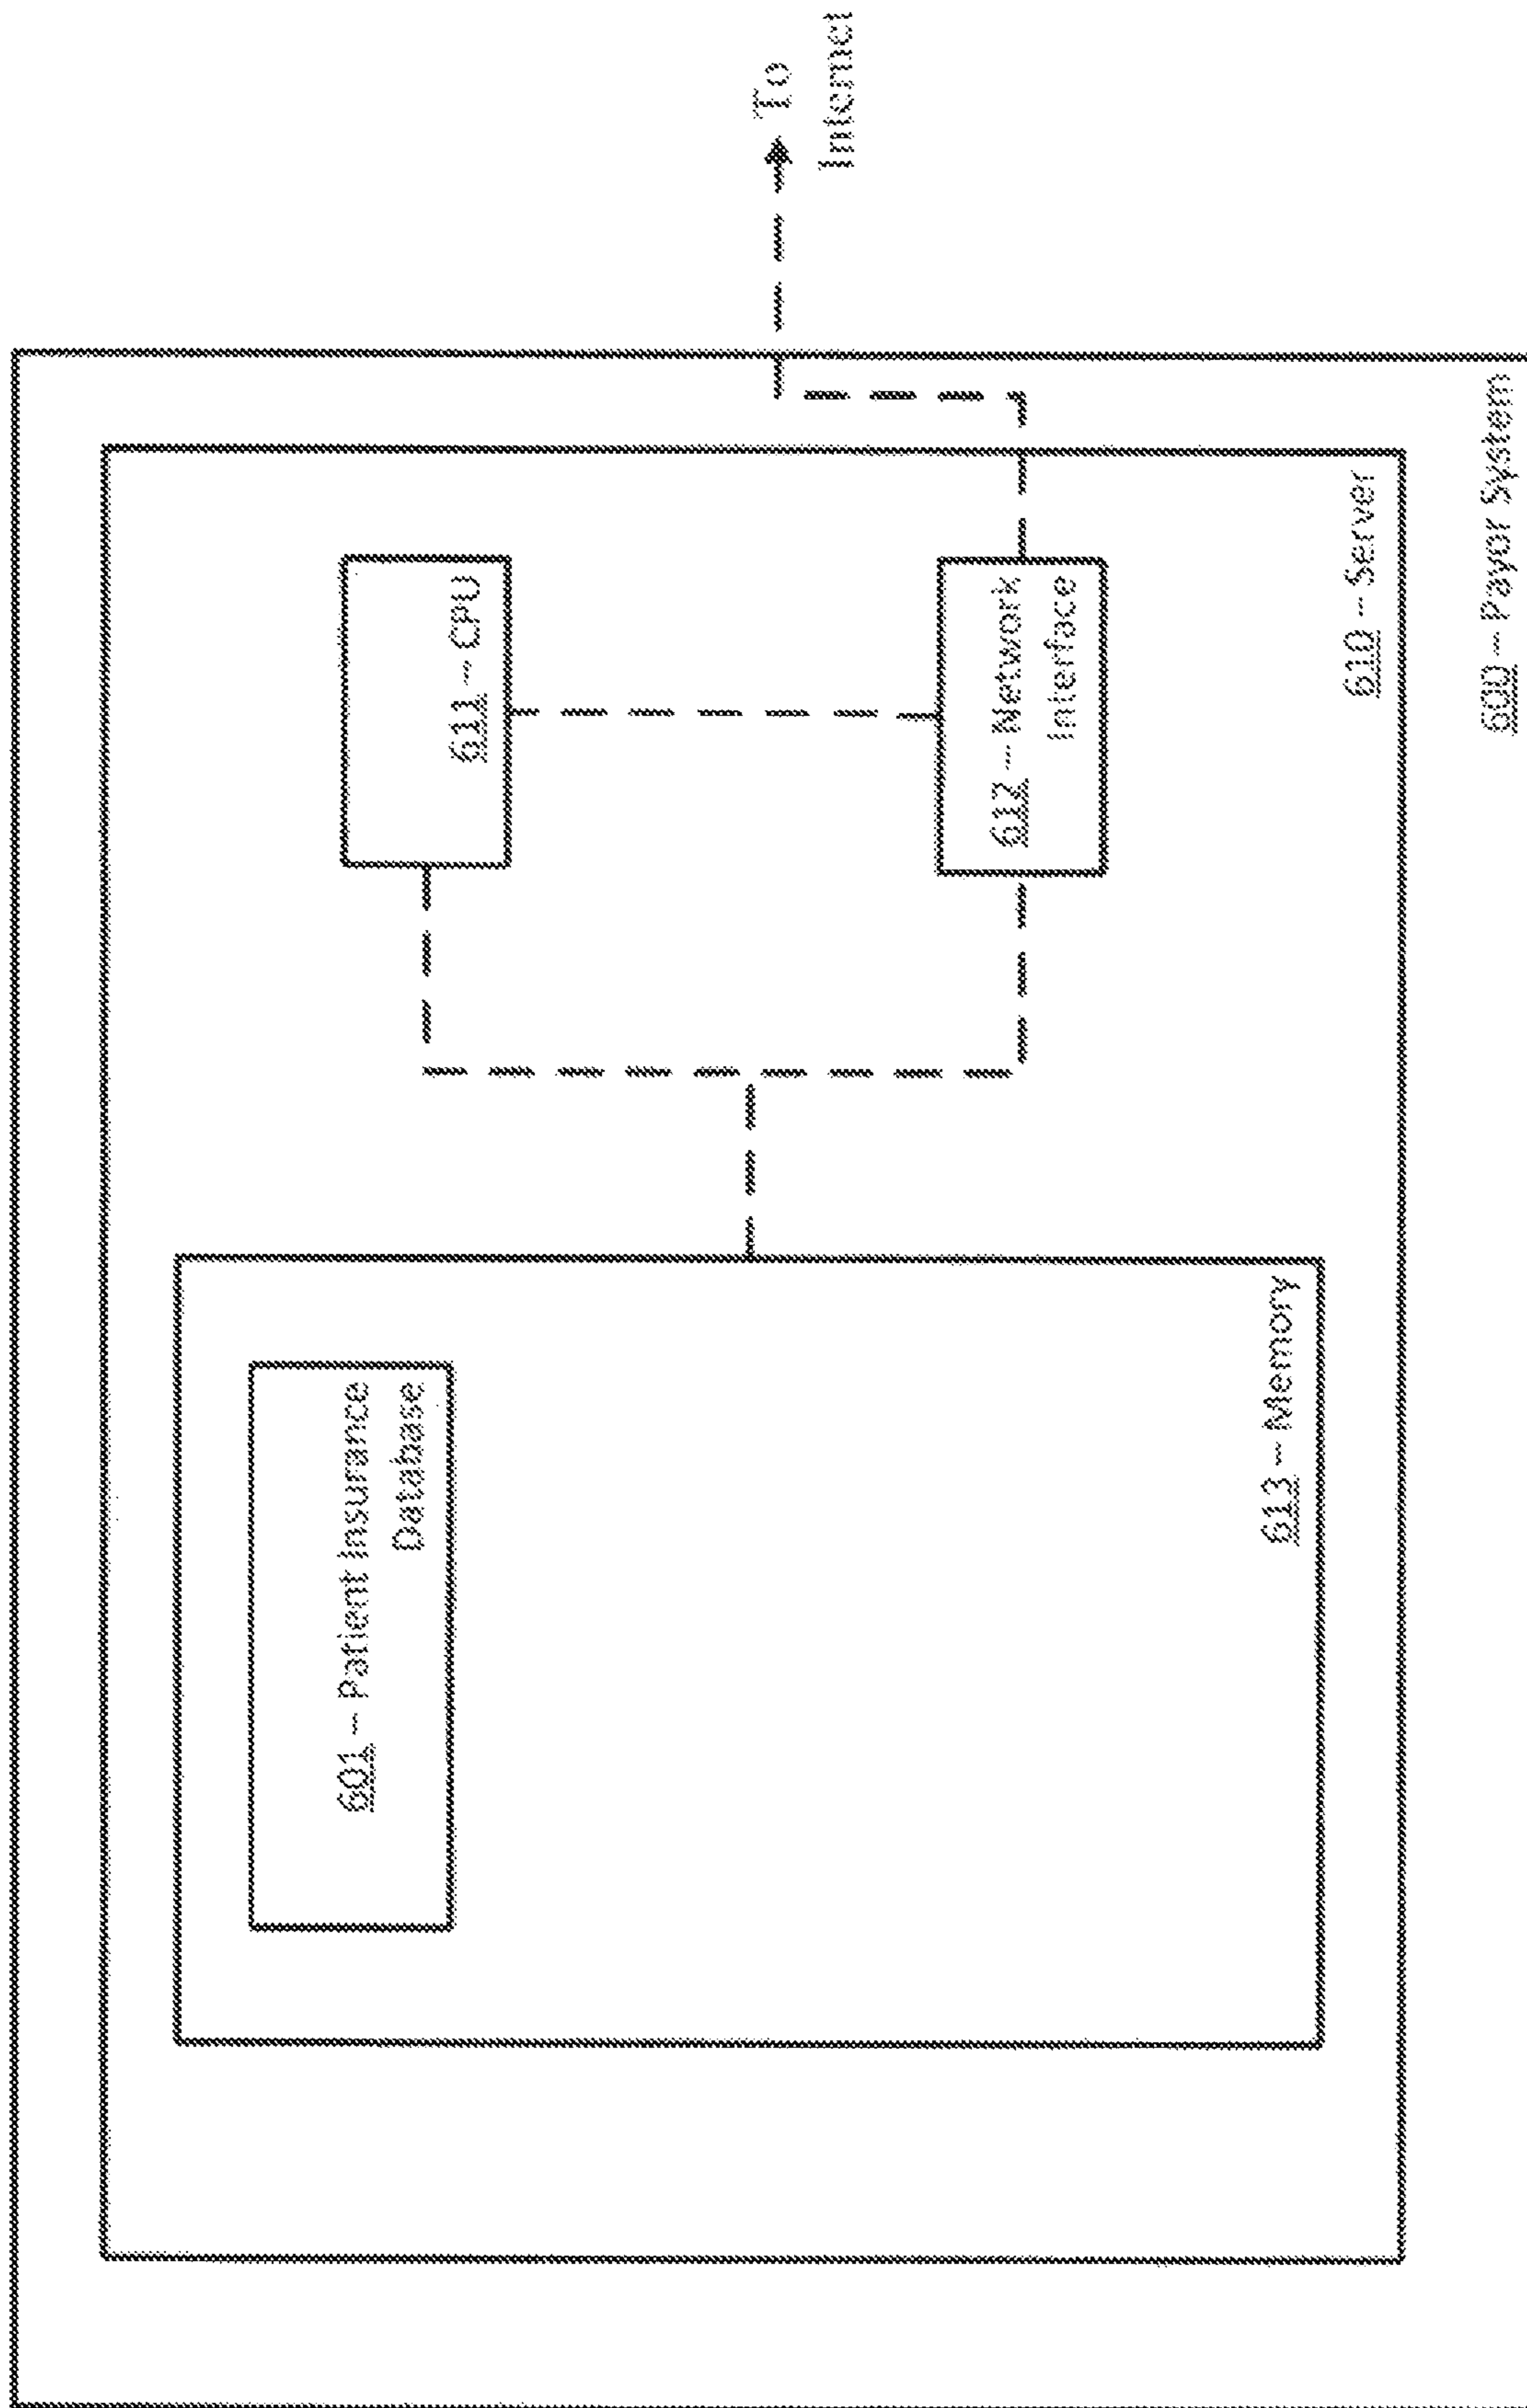 601 – Patient Insurance
Database
613 – Memory
611 – CPU
612 – Network
Interface
610 – Server
600 – Payor System
To
Internet